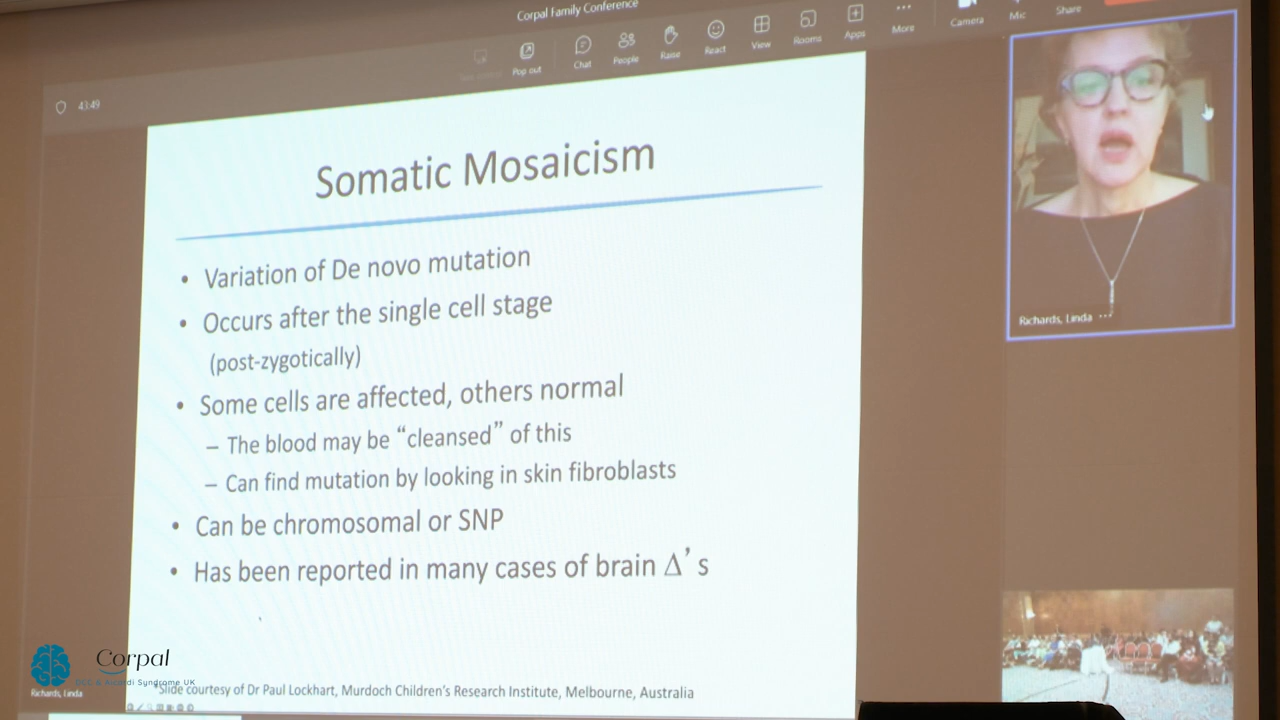 Corpal Family Conference
Pop out
Chat
People
Raise
React
View
Rooms
Apps
More
Camera
Mic
Share
43:49
Somatic Mosaicism
• Variation of De novo mutation
• Occurs after the single cell stage
(post-zygotically)
• Some cells are affected, others normal
– The blood may be “cleansed” of this
– Can find mutation by looking in skin fibroblasts
• Can be chromosomal or SNP
• Has been reported in many cases of brain Δ’s
*Slide courtesy of Dr Paul Lockhart, Murdoch Children’s Research Institute, Melbourne, Australia
Richards, Linda
Corpal
DCC & Aicardi Syndrome UK
Richards, Linda